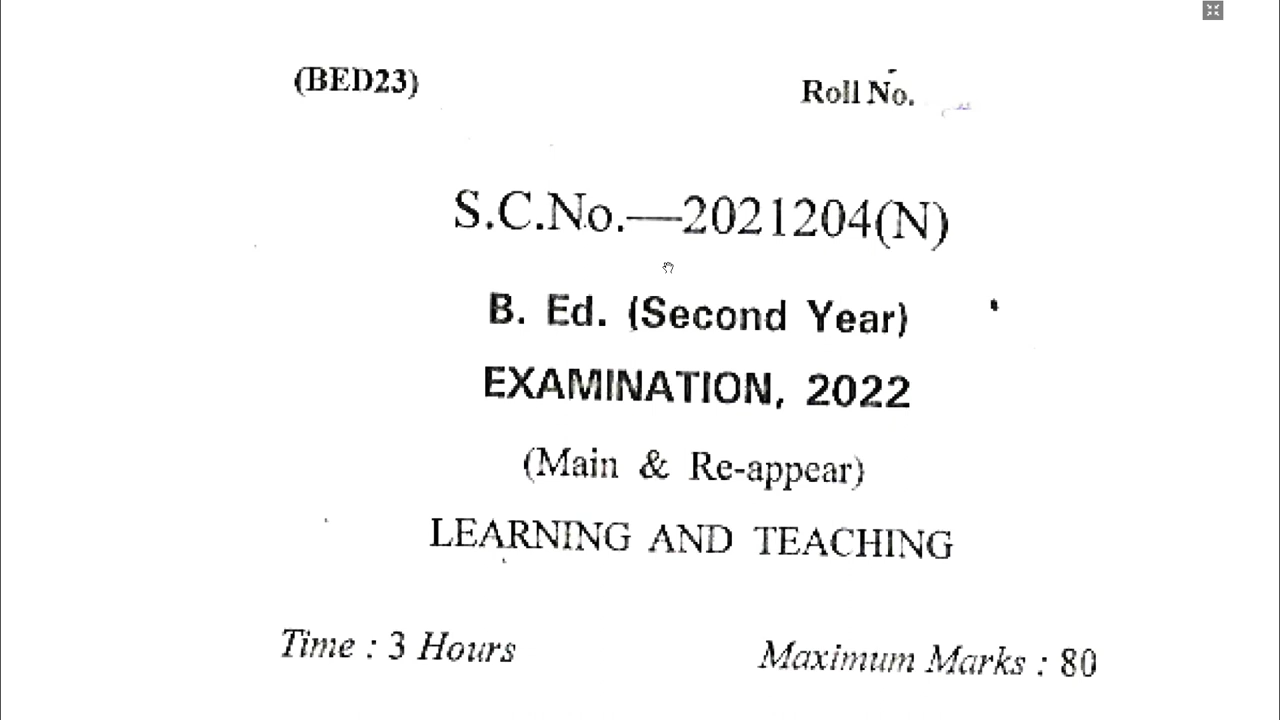 (BED23) Roll No.
S.C.No.—2021204(N)
B. Ed. (Second Year)
EXAMINATION, 2022
(Main & Re-appear)
LEARNING AND TEACHING
Time : 3 Hours Maximum Marks : 80